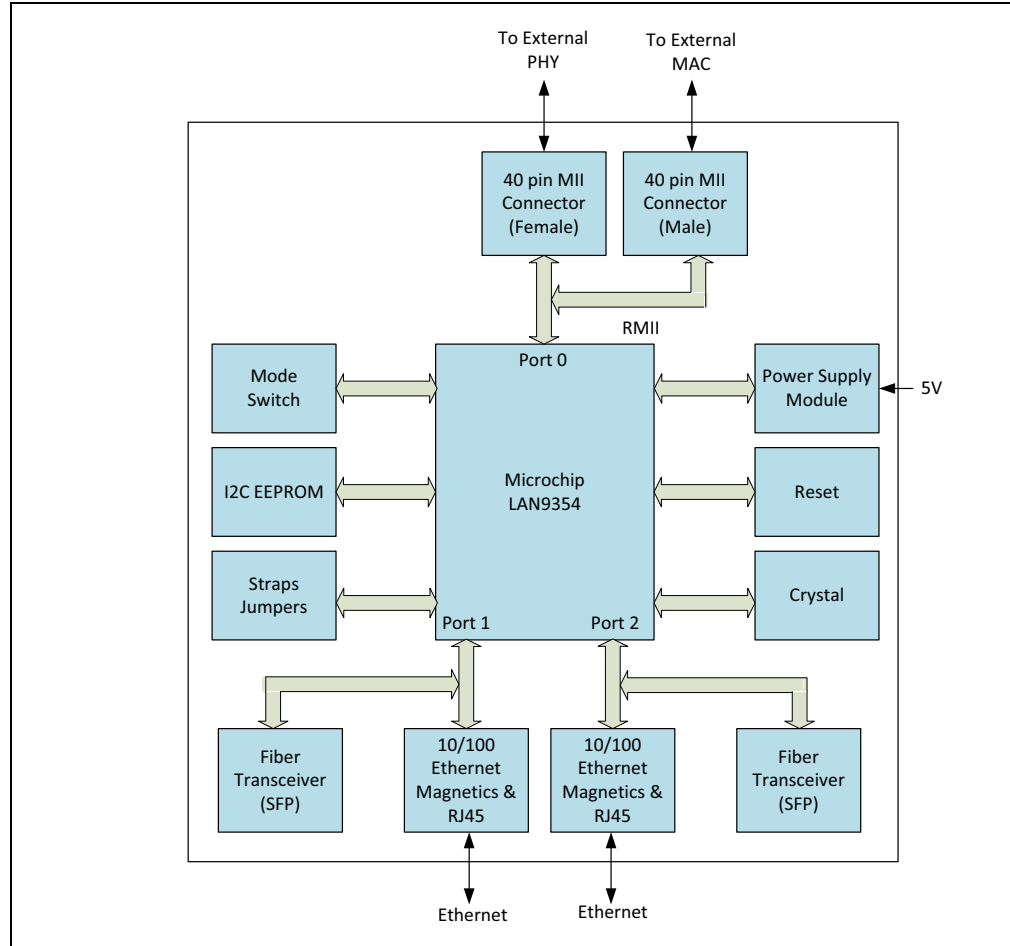 To External
PHY
To External
MAC
40 pin MII
Connector
(Female)
40 pin MII
Connector
(Male)
RMII
Port 0
Mode
Switch
Power Supply
Module
5V
I2C EEPROM
Microchip
LAN9354
Reset
Straps
Jumpers
Crystal
Port 1
Port 2
Fiber
Transceiver
(SFP)
10/100
Ethernet
Magnetics &
RJ45
10/100
Ethernet
Magnetics &
RJ45
Fiber
Transceiver
(SFP)
Ethernet
Ethernet